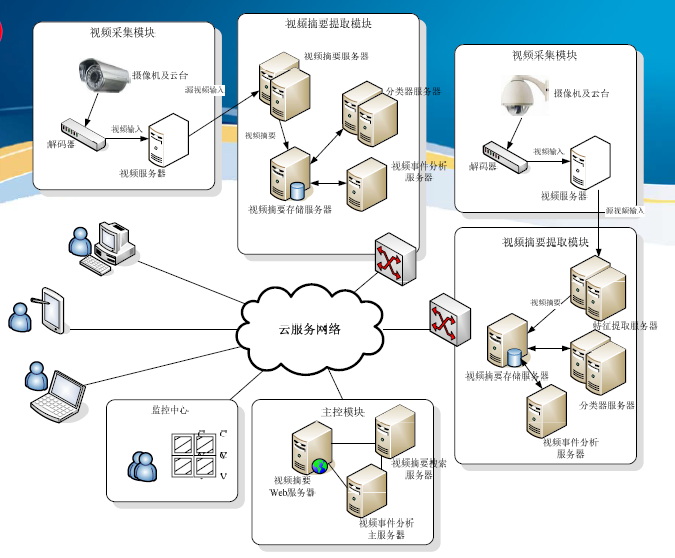 视频采集模块
摄像机及云台
解码器
视频输入
视频服务器
源视频输入
视频摘要提取模块
视频摘要服务器
分类器服务器
视频摘要
视频事件分析
服务器
视频摘要存储服务器
视频采集模块
摄像机及云台
解码器
视频输入
视频服务器
源视频输入
视频摘要提取模块
视频摘要
特征提取服务器
视频摘要存储服务器
分类器服务器
视频事件分析
服务器
云服务网络
监控中心
C
C
V
V
主控模块
视频摘要
Web服务器
视频摘要搜索
服务器
视频事件分析
主服务器